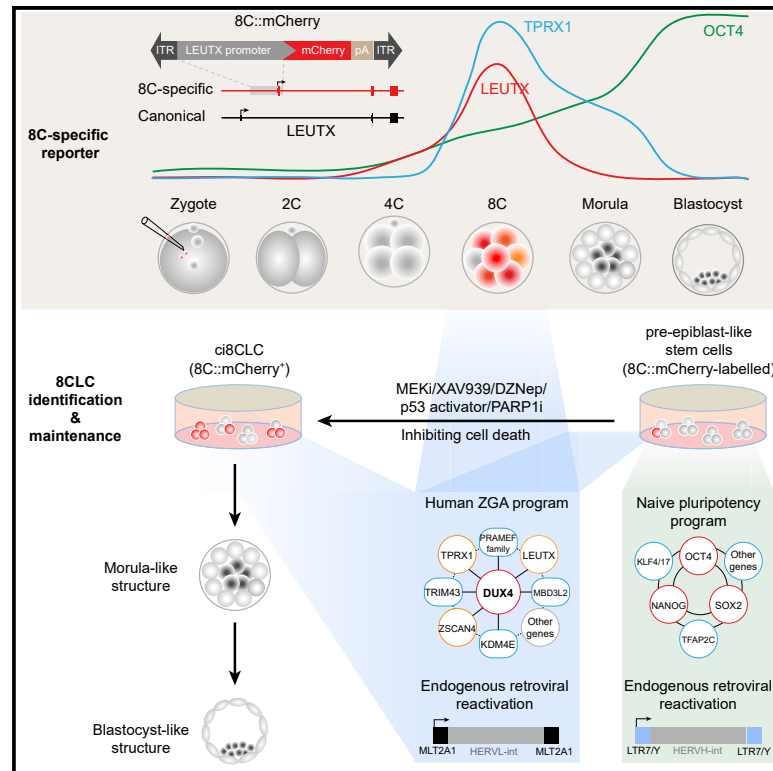 8C::mCherry
ITR LEUTX promoter mCherry pA ITR
8C-specific
Canonical
LEUTX
TPRX1
OCT4
LEUTX
8C-specific
reporter
Zygote 2C 4C 8C Morula Blastocyst
8CLC
identification
&
maintenance
ci8CLC
(8C::mCherry+)
MEKi/XAV939/DZNep/
p53 activator/PARP1i
Inhibiting cell death
pre-epiblast-like
stem cells
(8C::mCherry-labelled)
Morula-like
structure
Blastocyst-like
structure
Human ZGA program
PRAMEF
family
TPRX1
LEUTX
TRIM43
DUX4
MBD3L2
ZSCAN4
Other
genes
KDM4E
Endogenous retroviral
reactivation
MLT2A1 HERVL-int MLT2A1
Naive pluripotency
program
KLF4/17
OCT4
Other
genes
NANOG
SOX2
TFAP2C
Endogenous retroviral
reactivation
LTR7/Y HERVH-int LTR7/Y